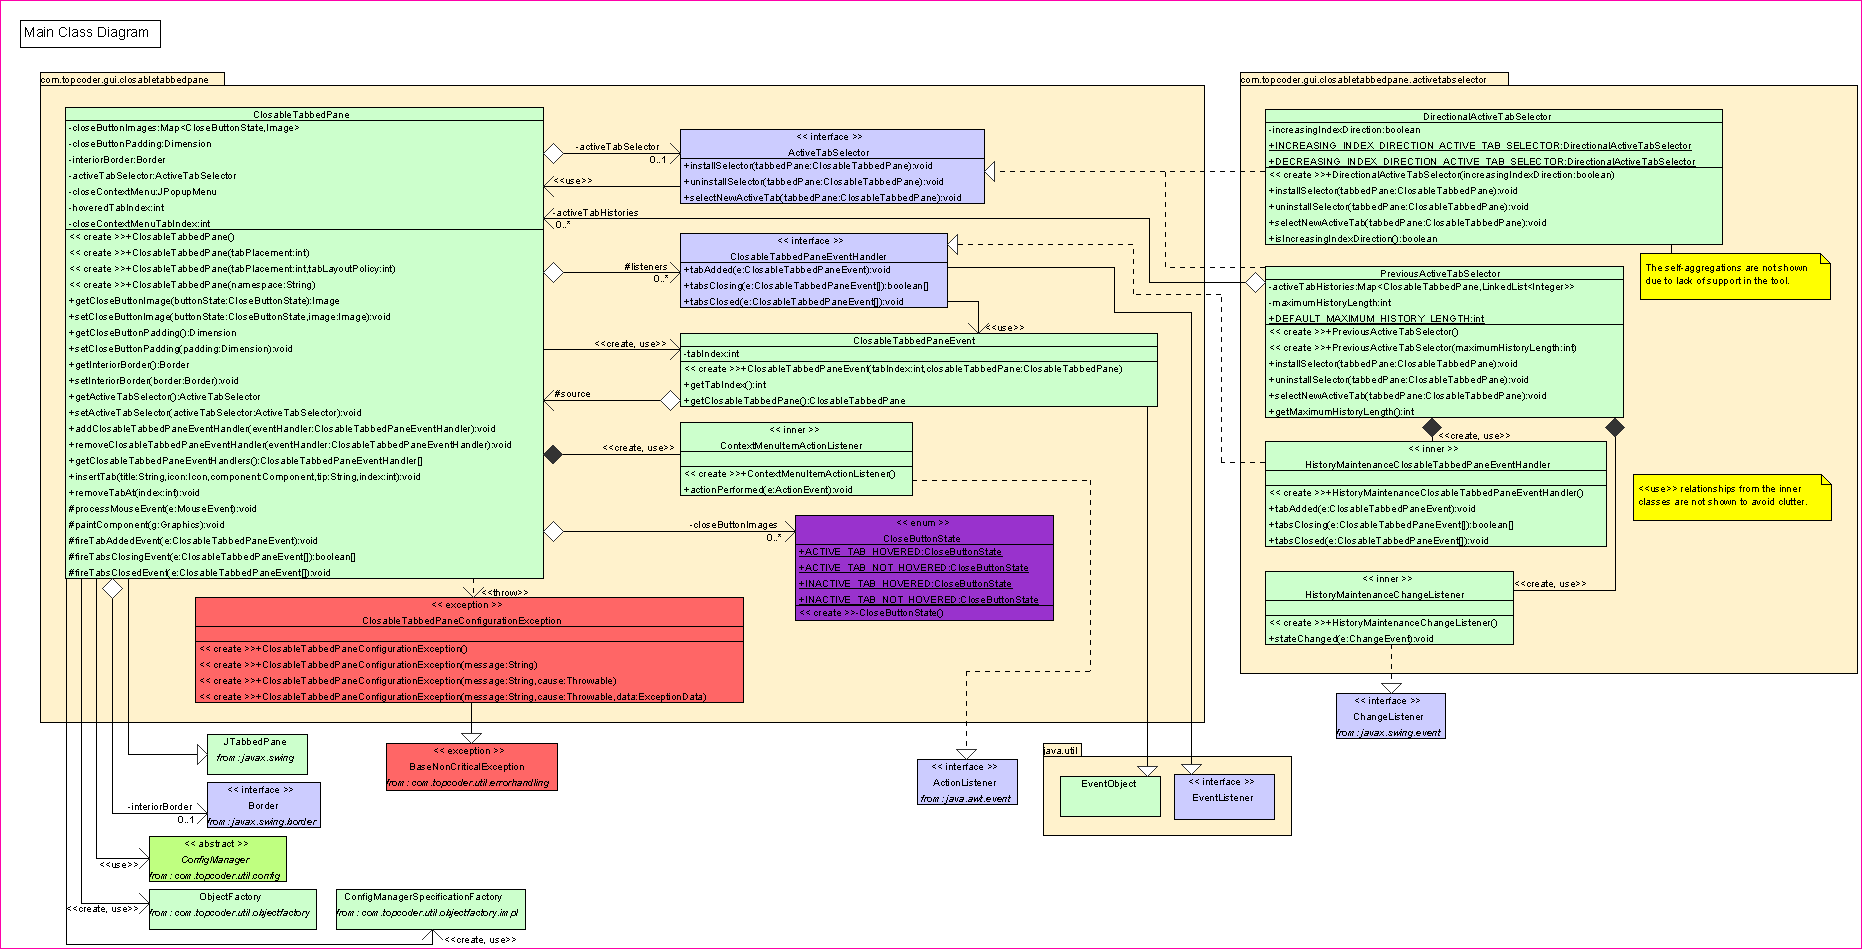 Main Class Diagram
com.topcoder.gui.closabletabbedpane
ClosableTabbedPane
-closeButtonImages:Map<CloseButtonState,Image>
-closeButtonPadding:Dimension
-interiorBorder:Border
-activeTabSelector:ActiveTabSelector
-closeContextMenu:JPopupMenu
-hoveredTabIndex:int
-closeContextMenuTabIndex:int
<< create >>+ClosableTabbedPane()
<< create >>+ClosableTabbedPane(tabPlacement:int)
<< create >>+ClosableTabbedPane(tabPlacement:int,tabLayoutPolicy:int)
<< create >>+ClosableTabbedPane(namespace:String)
+getCloseButtonImage(buttonState:CloseButtonState):Image
+setCloseButtonImage(buttonState:CloseButtonState,image:Image):void
+getCloseButtonPadding():Dimension
+setCloseButtonPadding(padding:Dimension):void
+getInteriorBorder():Border
+setInteriorBorder(border:Border):void
+getActiveTabSelector():ActiveTabSelector
+setActiveTabSelector(activeTabSelector:ActiveTabSelector):void
+addClosableTabbedPaneEventHandler(eventHandler:ClosableTabbedPaneEventHandler):void
+removeClosableTabbedPaneEventHandler(eventHandler:ClosableTabbedPaneEventHandler):void
+getClosableTabbedPaneEventHandlers():ClosableTabbedPaneEventHandler[]
+insertTab(title:String,icon:Icon,component:Component,tip:String,index:int):void
+removeTabAt(index:int):void
#processMouseEvent(e:MouseEvent):void
#paintComponent(g:Graphics):void
#fireTabAddedEvent(e:ClosableTabbedPaneEvent):void
#fireTabsClosingEvent(e:ClosableTabbedPaneEvent[]):boolean[]
#fireTabsClosedEvent(e:ClosableTabbedPaneEvent[]):void
-activeTabSelector
0..1
<<use>>
-activeTabHistories
0..*
#listeners
0..*
<<use>>
<<create, use>>
#source
<<create, use>>
-closeButtonImages
0..*
<<throw>>
<< interface >>
ActiveTabSelector
+installSelector(tabbedPane:ClosableTabbedPane):void
+uninstallSelector(tabbedPane:ClosableTabbedPane):void
+selectNewActiveTab(tabbedPane:ClosableTabbedPane):void
<< interface >>
ClosableTabbedPaneEventHandler
+tabAdded(e:ClosableTabbedPaneEvent):void
+tabsClosing(e:ClosableTabbedPaneEvent[]):boolean[]
+tabsClosed(e:ClosableTabbedPaneEvent[]):void
ClosableTabbedPaneEvent
-tabIndex:int
<< create >>+ClosableTabbedPaneEvent(tabIndex:int,closableTabbedPane:ClosableTabbedPane)
+getTabIndex():int
+getClosableTabbedPane():ClosableTabbedPane
<< inner >>
ContextMenuItemActionListener
<< create >>+ContextMenuItemActionListener()
+actionPerformed(e:ActionEvent):void
<< enum >>
CloseButtonState
+ACTIVE_TAB_HOVERED:CloseButtonState
+ACTIVE_TAB_NOT_HOVERED:CloseButtonState
+INACTIVE_TAB_HOVERED:CloseButtonState
+INACTIVE_TAB_NOT_HOVERED:CloseButtonState
<< create >>-CloseButtonState()
<< exception >>
ClosableTabbedPaneConfigurationException
<< create >>+ClosableTabbedPaneConfigurationException()
<< create >>+ClosableTabbedPaneConfigurationException(message:String)
<< create >>+ClosableTabbedPaneConfigurationException(message:String,cause:Throwable)
<< create >>+ClosableTabbedPaneConfigurationException(message:String,cause:Throwable,data:ExceptionData)
com.topcoder.gui.closabletabbedpane.activetabselector
DirectionalActiveTabSelector
-increasingIndexDirection:boolean
+INCREASING_INDEX_DIRECTION_ACTIVE_TAB_SELECTOR:DirectionalActiveTabSelector
+DECREASING_INDEX_DIRECTION_ACTIVE_TAB_SELECTOR:DirectionalActiveTabSelector
<< create >>+DirectionalActiveTabSelector(increasingIndexDirection:boolean)
+installSelector(tabbedPane:ClosableTabbedPane):void
+uninstallSelector(tabbedPane:ClosableTabbedPane):void
+selectNewActiveTab(tabbedPane:ClosableTabbedPane):void
+isIncreasingIndexDirection():boolean
The self-aggregations are not shown
due to lack of support in the tool.
PreviousActiveTabSelector
-activeTabHistories:Map<ClosableTabbedPane,LinkedList<Integer>>
-maximumHistoryLength:int
+DEFAULT_MAXIMUM_HISTORY_LENGTH:int
<< create >>+PreviousActiveTabSelector()
<< create >>+PreviousActiveTabSelector(maximumHistoryLength:int)
+installSelector(tabbedPane:ClosableTabbedPane):void
+uninstallSelector(tabbedPane:ClosableTabbedPane):void
+selectNewActiveTab(tabbedPane:ClosableTabbedPane):void
+getMaximumHistoryLength():int
<<create, use>>
<< inner >>
HistoryMaintenanceClosableTabbedPaneEventHandler
<< create >>+HistoryMaintenanceClosableTabbedPaneEventHandler()
+tabAdded(e:ClosableTabbedPaneEvent):void
+tabsClosing(e:ClosableTabbedPaneEvent[]):boolean[]
+tabsClosed(e:ClosableTabbedPaneEvent[]):void
<<use>> relationships from the inner
classes are not shown to avoid clutter.
<< inner >>
HistoryMaintenanceChangeListener
<< create >>+HistoryMaintenanceChangeListener()
+stateChanged(e:ChangeEvent):void
<<create, use>>
<< interface >>
ChangeListener
from : javax.swing.event
JTabbedPane
from : javax.swing
<< interface >>
Border
from : javax.swing.border
-interiorBorder
0..1
<< abstract >>
ConfigManager
from : com.topcoder.util.config
<<use>>
ObjectFactory
from : com.topcoder.util.objectfactory
<<create, use>>
ConfigManagerSpecificationFactory
from : com.topcoder.util.objectfactory.impl
<<create, use>>
<< exception >>
BaseNonCriticalException
from : com.topcoder.util.errorhandling
<< interface >>
ActionListener
from : java.awt.event
java.util
EventObject
<< interface >>
EventListener